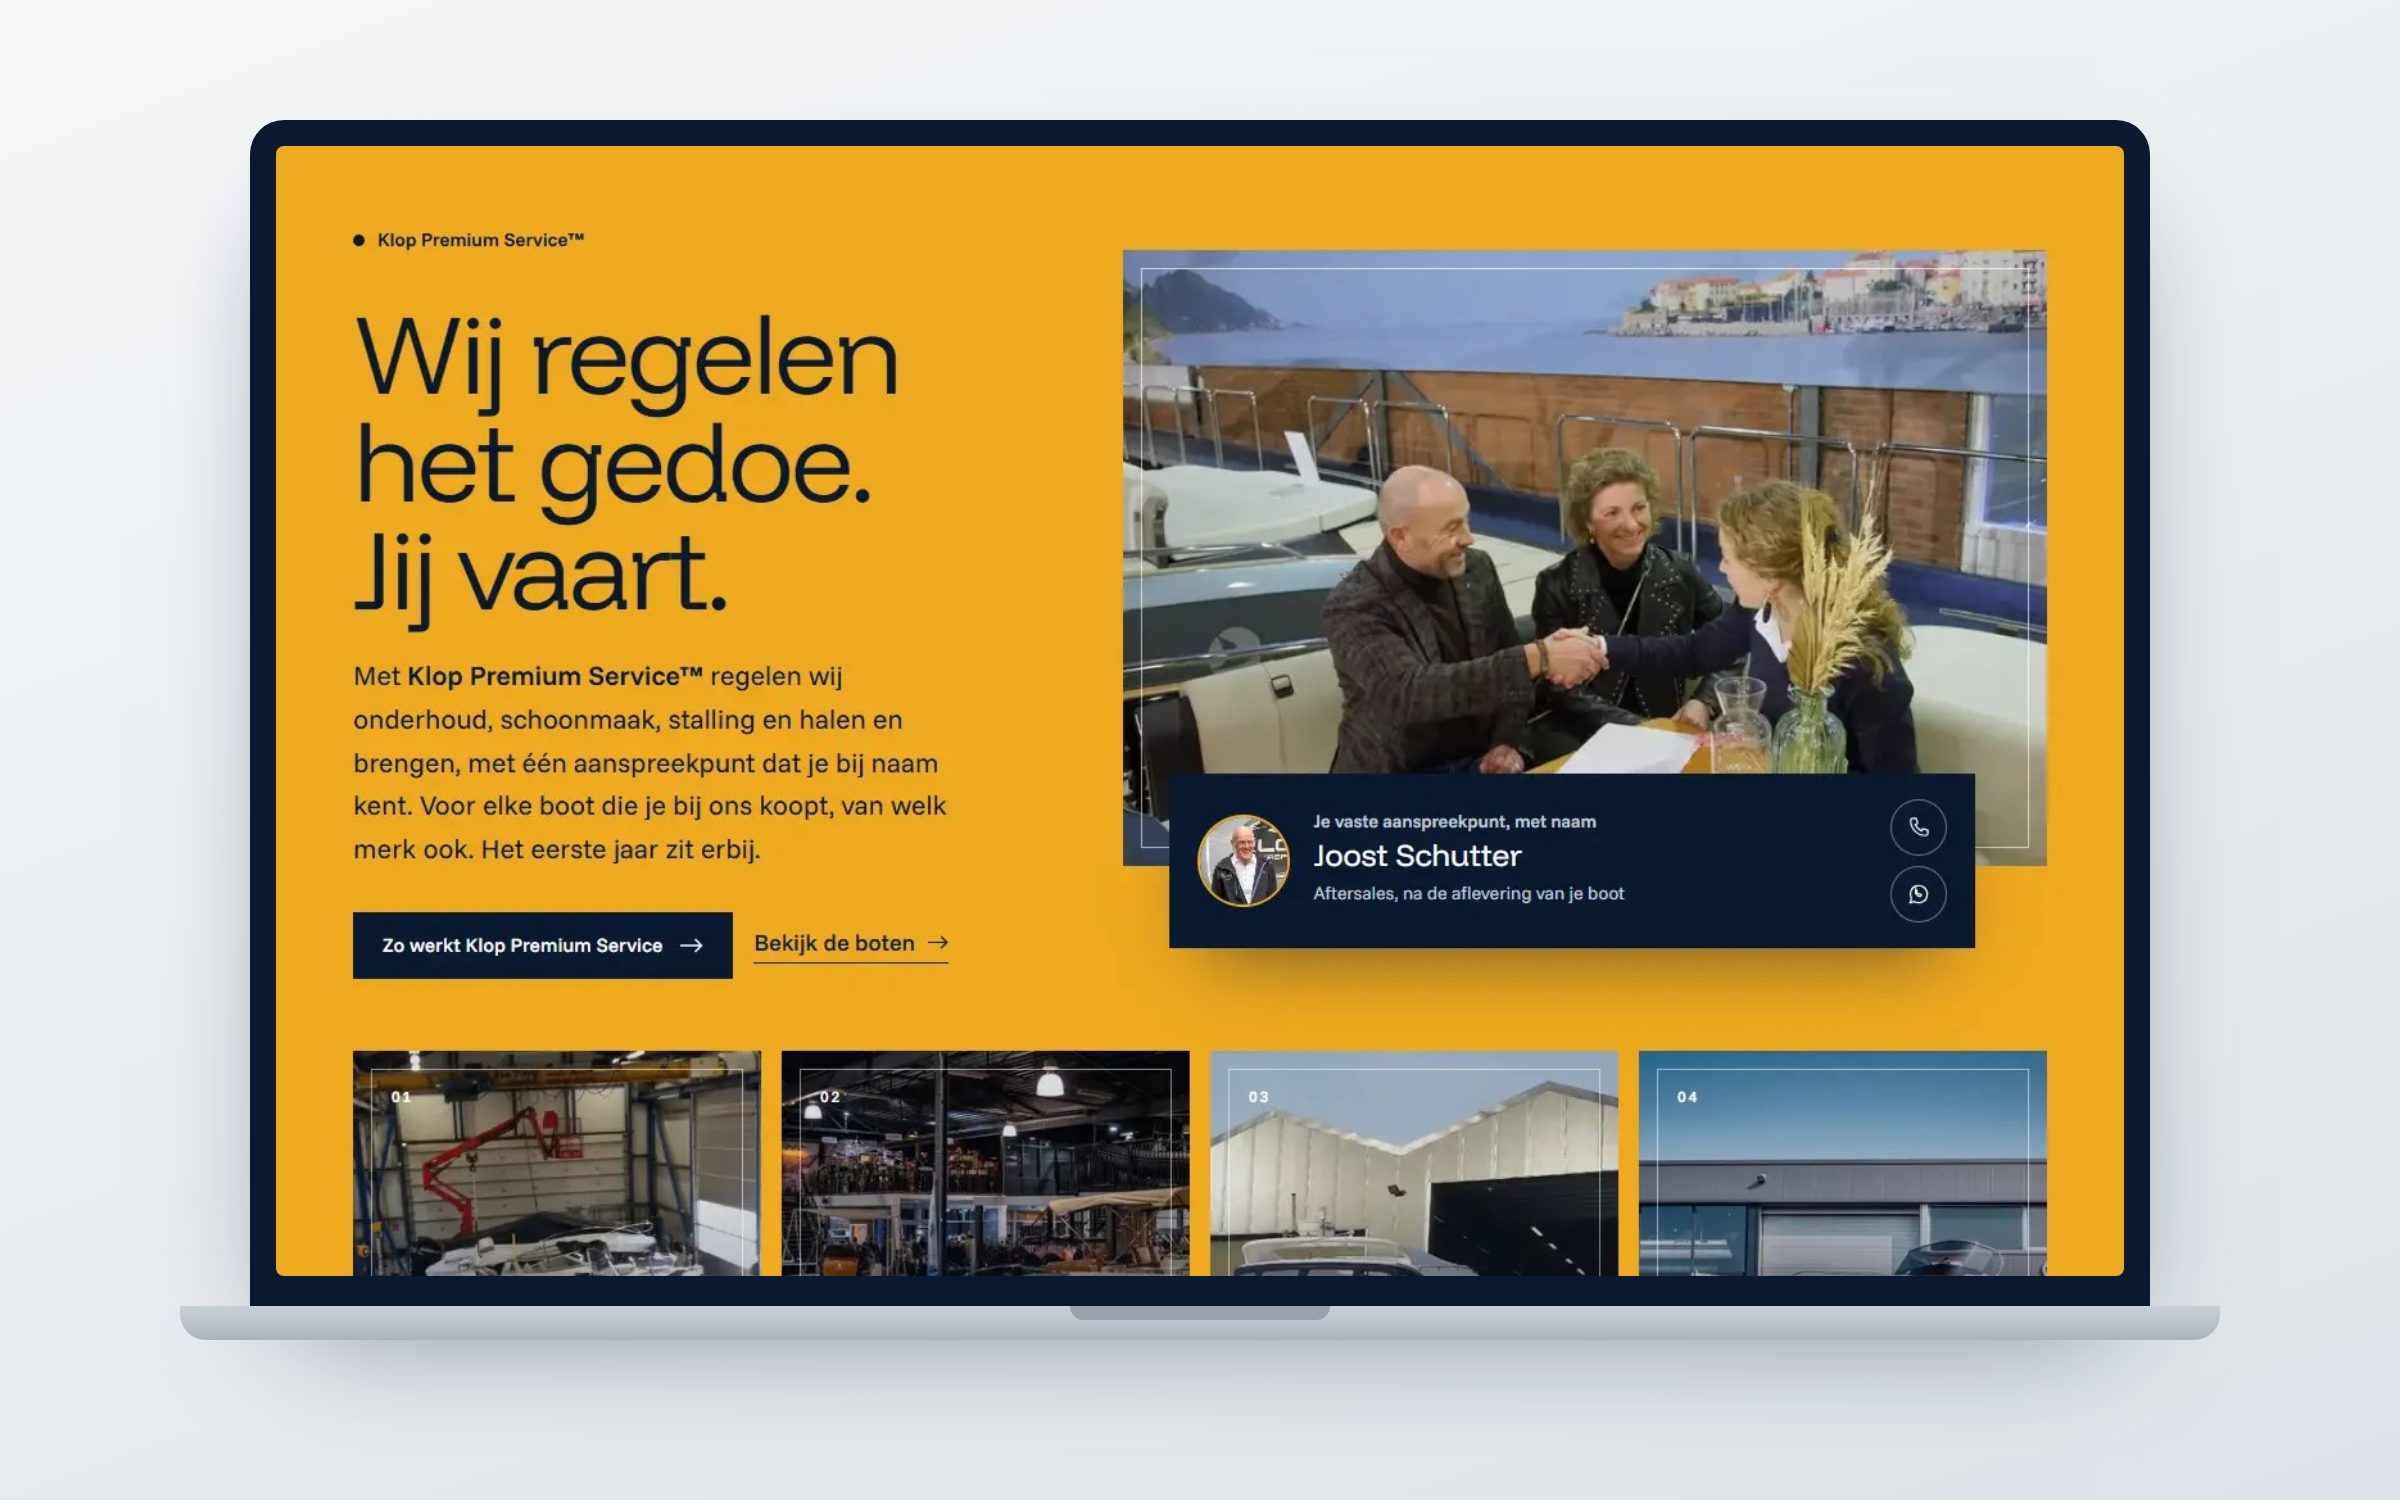 Klop Premium Service™
Wij regelen
het gedoe.
Jij vaart.
Met Klop Premium Service™ regelen wij
onderhoud, schoonmaak, stalling en halen en
brengen, met één aanspreekpunt dat je bij naam
kent. Voor elke boot die je bij ons koopt, van welk
merk ook. Het eerste jaar zit erbij.
Zo werkt Klop Premium Service →
Bekijk de boten →
Je vaste aanspreekpunt, met naam
Joost Schutter
Aftersales, na de aflevering van je boot
01
02
03
04